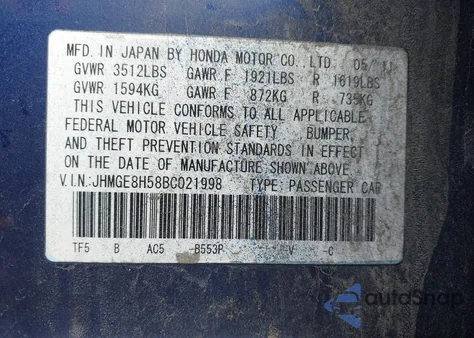 MFD. IN JAPAN BY HONDA MOTOR CO., LTD. 05/11
GVWR 3512LBS GAWR F 1921LBS R 1619LBS
GVWR 1594KG GAWR F 872KG R 735KG
THIS VEHICLE CONFORMS TO ALL APPLICABLE
FEDERAL MOTOR VEHICLE SAFETY BUMPER,
AND THEFT PREVENTION STANDARDS IN EFFECT
ON THE DATE OF MANUFACTURE SHOWN ABOVE.
V.I.N.: JHMGE8H58BC021998 TYPE: PASSENGER CAR
TF5 B AC5 -B553P - -V -C
autoSnap